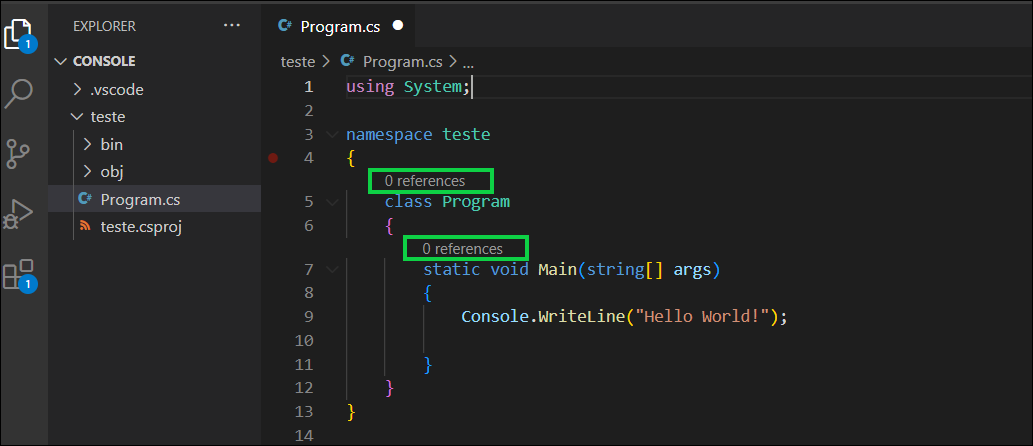 EXPLORER
Program.cs
CONSOLE
teste > Program.cs > ...
.vscode
teste
bin
obj
Program.cs
teste.csproj
1
1
1 using System;
2
3 namespace teste
4 {
0 references
5 class Program
6 {
0 references
7 static void Main(string[] args)
8 {
9 Console.WriteLine("Hello World!");
10
11 }
12 }
13 }
14